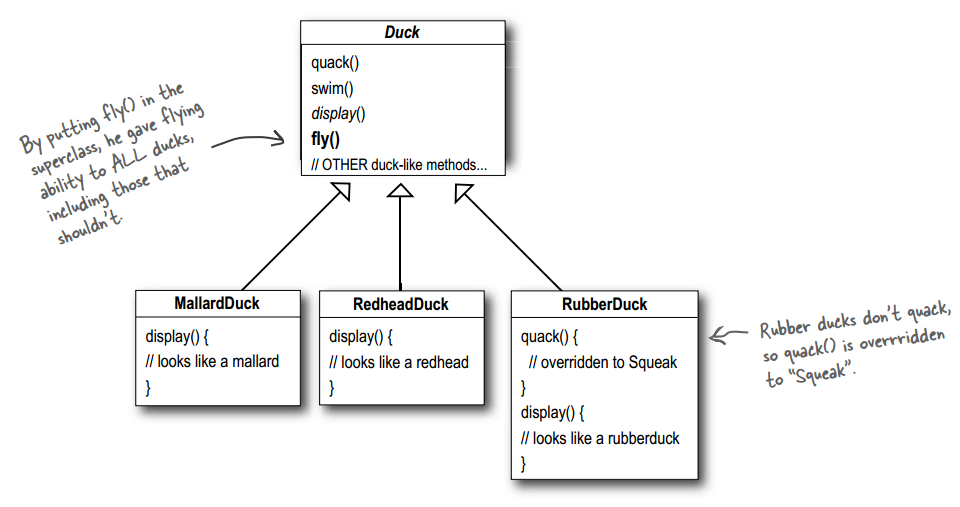 Duck
quack()
swim()
display()
fly()
// OTHER duck-like methods...
By putting fly() in the
superclass, he gave flying
ability to ALL ducks,
including those that
shouldn't.
MallardDuck
display() {
// looks like a mallard
}
RedheadDuck
display() {
// looks like a redhead
}
RubberDuck
quack() {
// overridden to Squeak
}
display() {
// looks like a rubberduck
}
Rubber ducks don't quack,
so quack() is overrridden
to "Squeak".